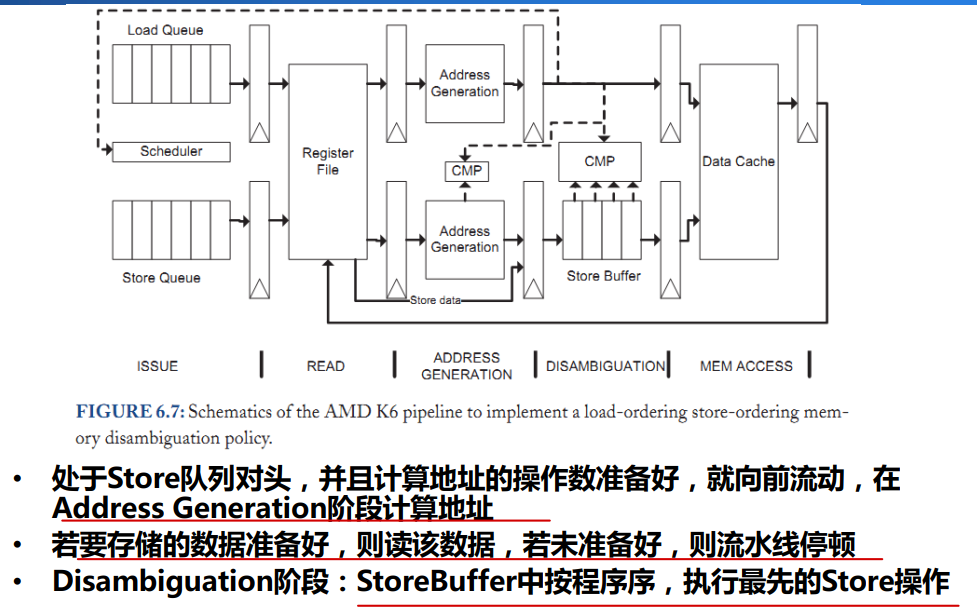 Load Queue
Scheduler
Store Queue
Register
File
Address
Generation
CMP
CMP
Address
Generation
Store data
Store Buffer
Data Cache
ISSUE
READ
ADDRESS
GENERATION
DISAMBIGUATION
MEM ACCESS
FIGURE 6.7: Schematics of the AMD K6 pipeline to implement a load-ordering store-ordering mem-
ory disambiguation policy.
• 处于Store队列对头，并且计算地址的操作数准备好，就向前流动，在
Address Generation阶段计算地址
• 若要存储的数据准备好，则读该数据，若未准备好，则流水线停顿
• Disambiguation阶段：StoreBuffer中按程序序，执行最先的Store操作